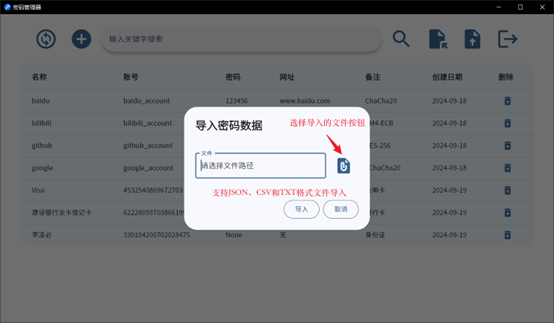 密码管理器
输入关键字搜索
名称 账号 密码 网址 备注 创建日期 删除
baidu baidu_account 123456 www.baidu.com ChaCha20 2024-09-18
bilibili bilibili_account M4-ECB 2024-09-18
github github_account ES-256 2024-09-18
google google_account ChaCha20 2024-09-18
Visa 4532540869672703 用卡 2024-09-19
建设银行龙卡借记卡 622280597038661 行卡 2024-09-19
李准必 330104200702028475 None 无 身份证 2024-09-19
导入密码数据
选择导入的文件按钮
文件
请选择文件路径
支持JSON、CSV和TXT格式文件导入
导入 取消